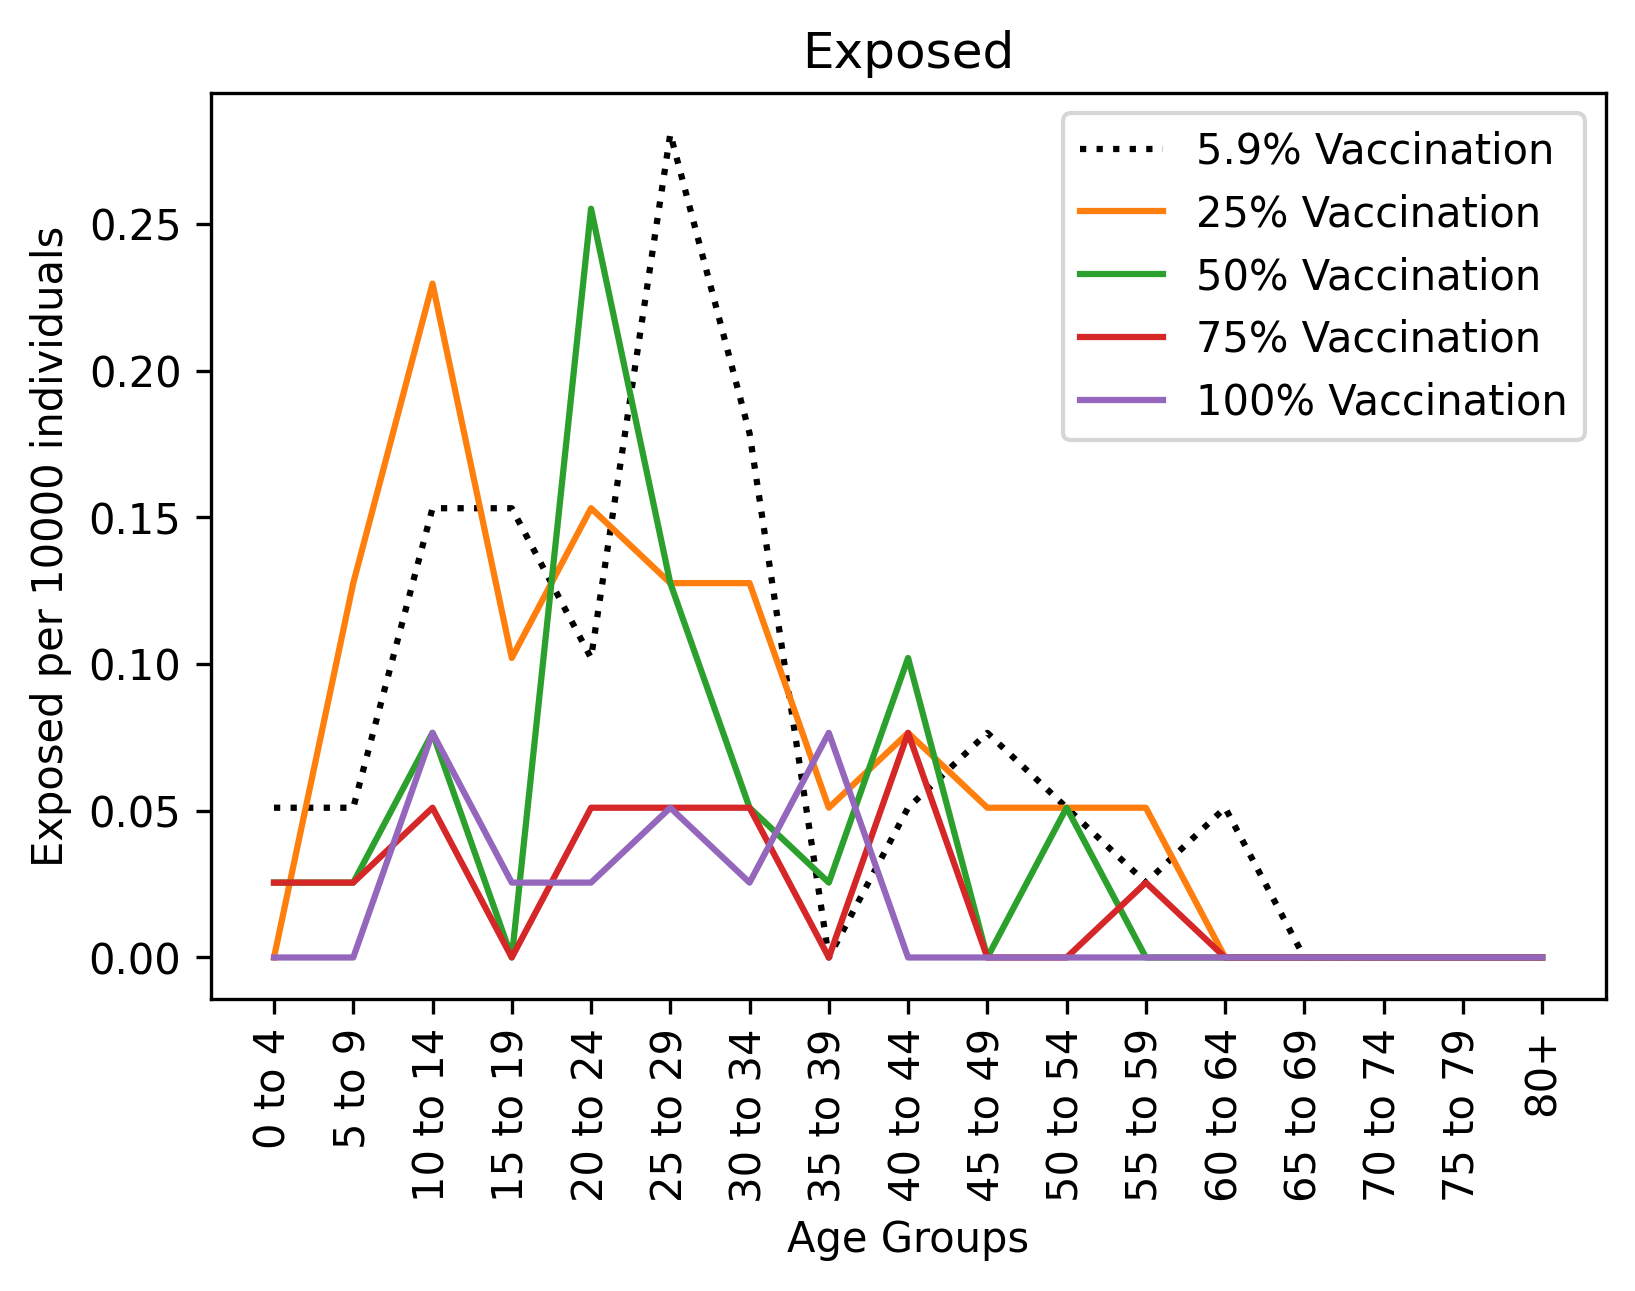 Exposed
Exposed per 10000 individuals
0.25
0.20
0.15
0.10
0.05
0.00
5.9% Vaccination
25% Vaccination
50% Vaccination
75% Vaccination
100% Vaccination
0 to 4
5 to 9
10 to 14
15 to 19
20 to 24
25 to 29
30 to 34
35 to 39
40 to 44
45 to 49
50 to 54
55 to 59
60 to 64
65 to 69
70 to 74
75 to 79
80+
Age Groups